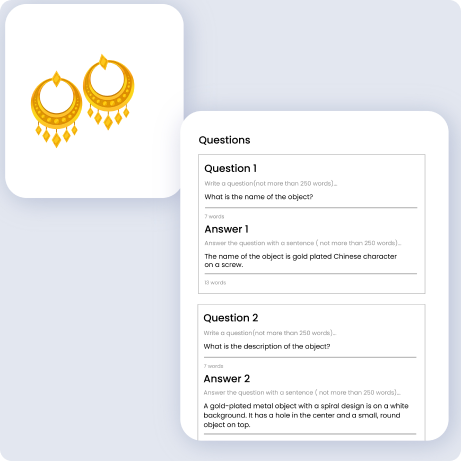 Questions
Question 1
Write a question(not more than 250 words)...
What is the name of the object?
7 words
Answer 1
Answer the question with a sentence ( not more than 250 words)...
The name of the object is gold plated Chinese character
on a screw.
13 words
Question 2
Write a question(not more than 250 words)...
What is the description of the object?
7 words
Answer 2
Answer the question with a sentence ( not more than 250 words)...
A gold-plated metal object with a spiral design is on a white
background. It has a hole in the center and a small, round
object on top.